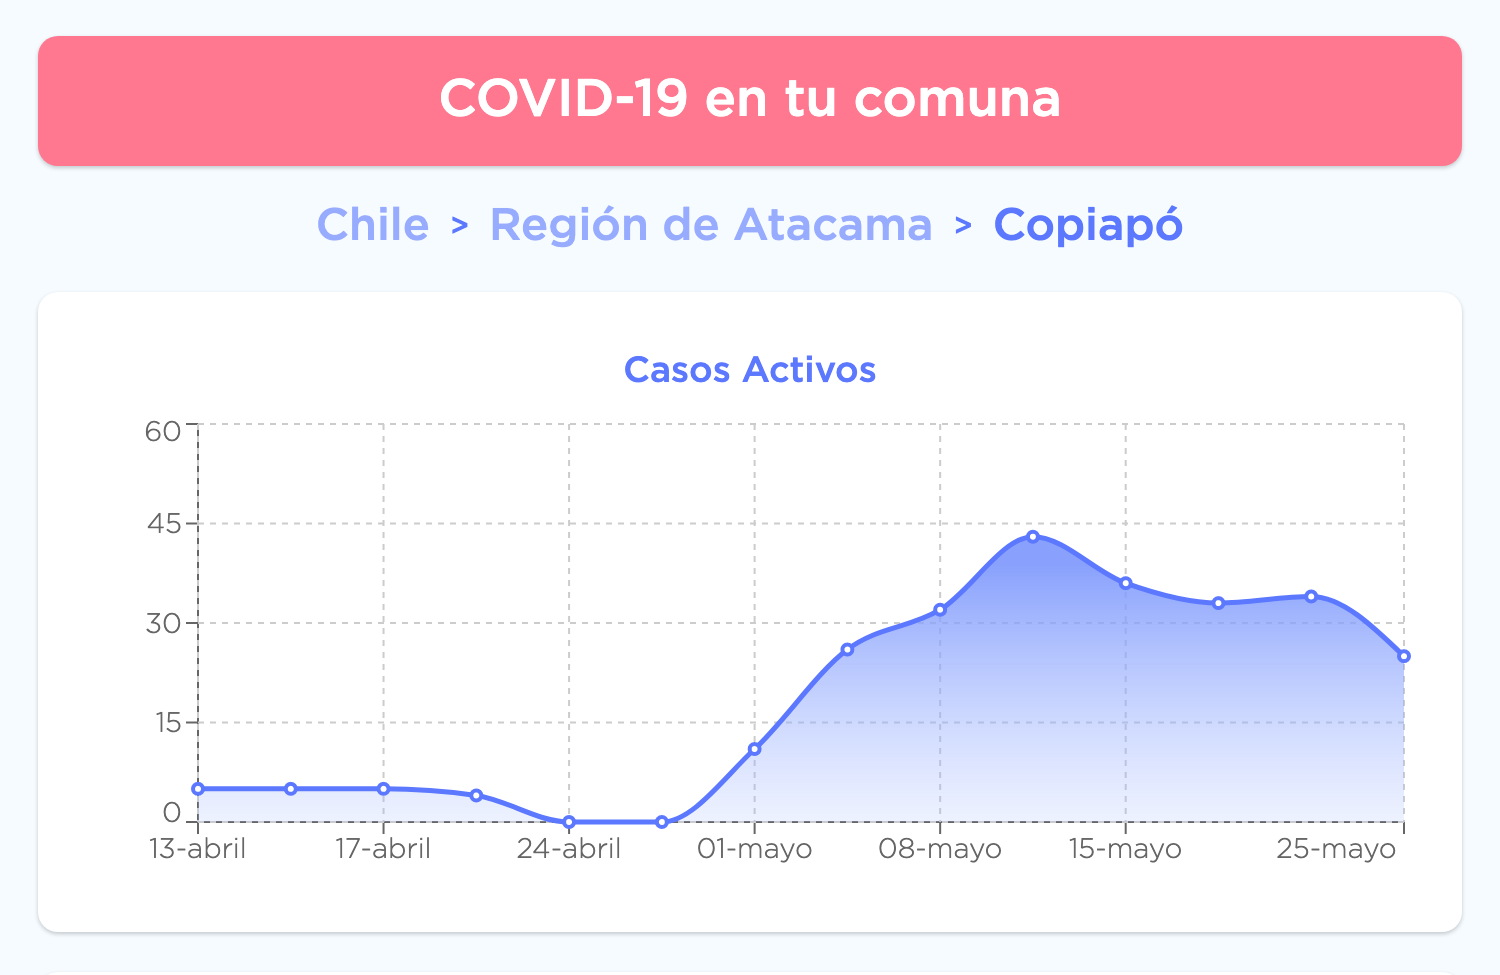 COVID-19 en tu comuna
Chile > Región de Atacama > Copiapó
Casos Activos
60
45
30
15
0
13-abril 17-abril 24-abril 01-mayo 08-mayo 15-mayo 25-mayo